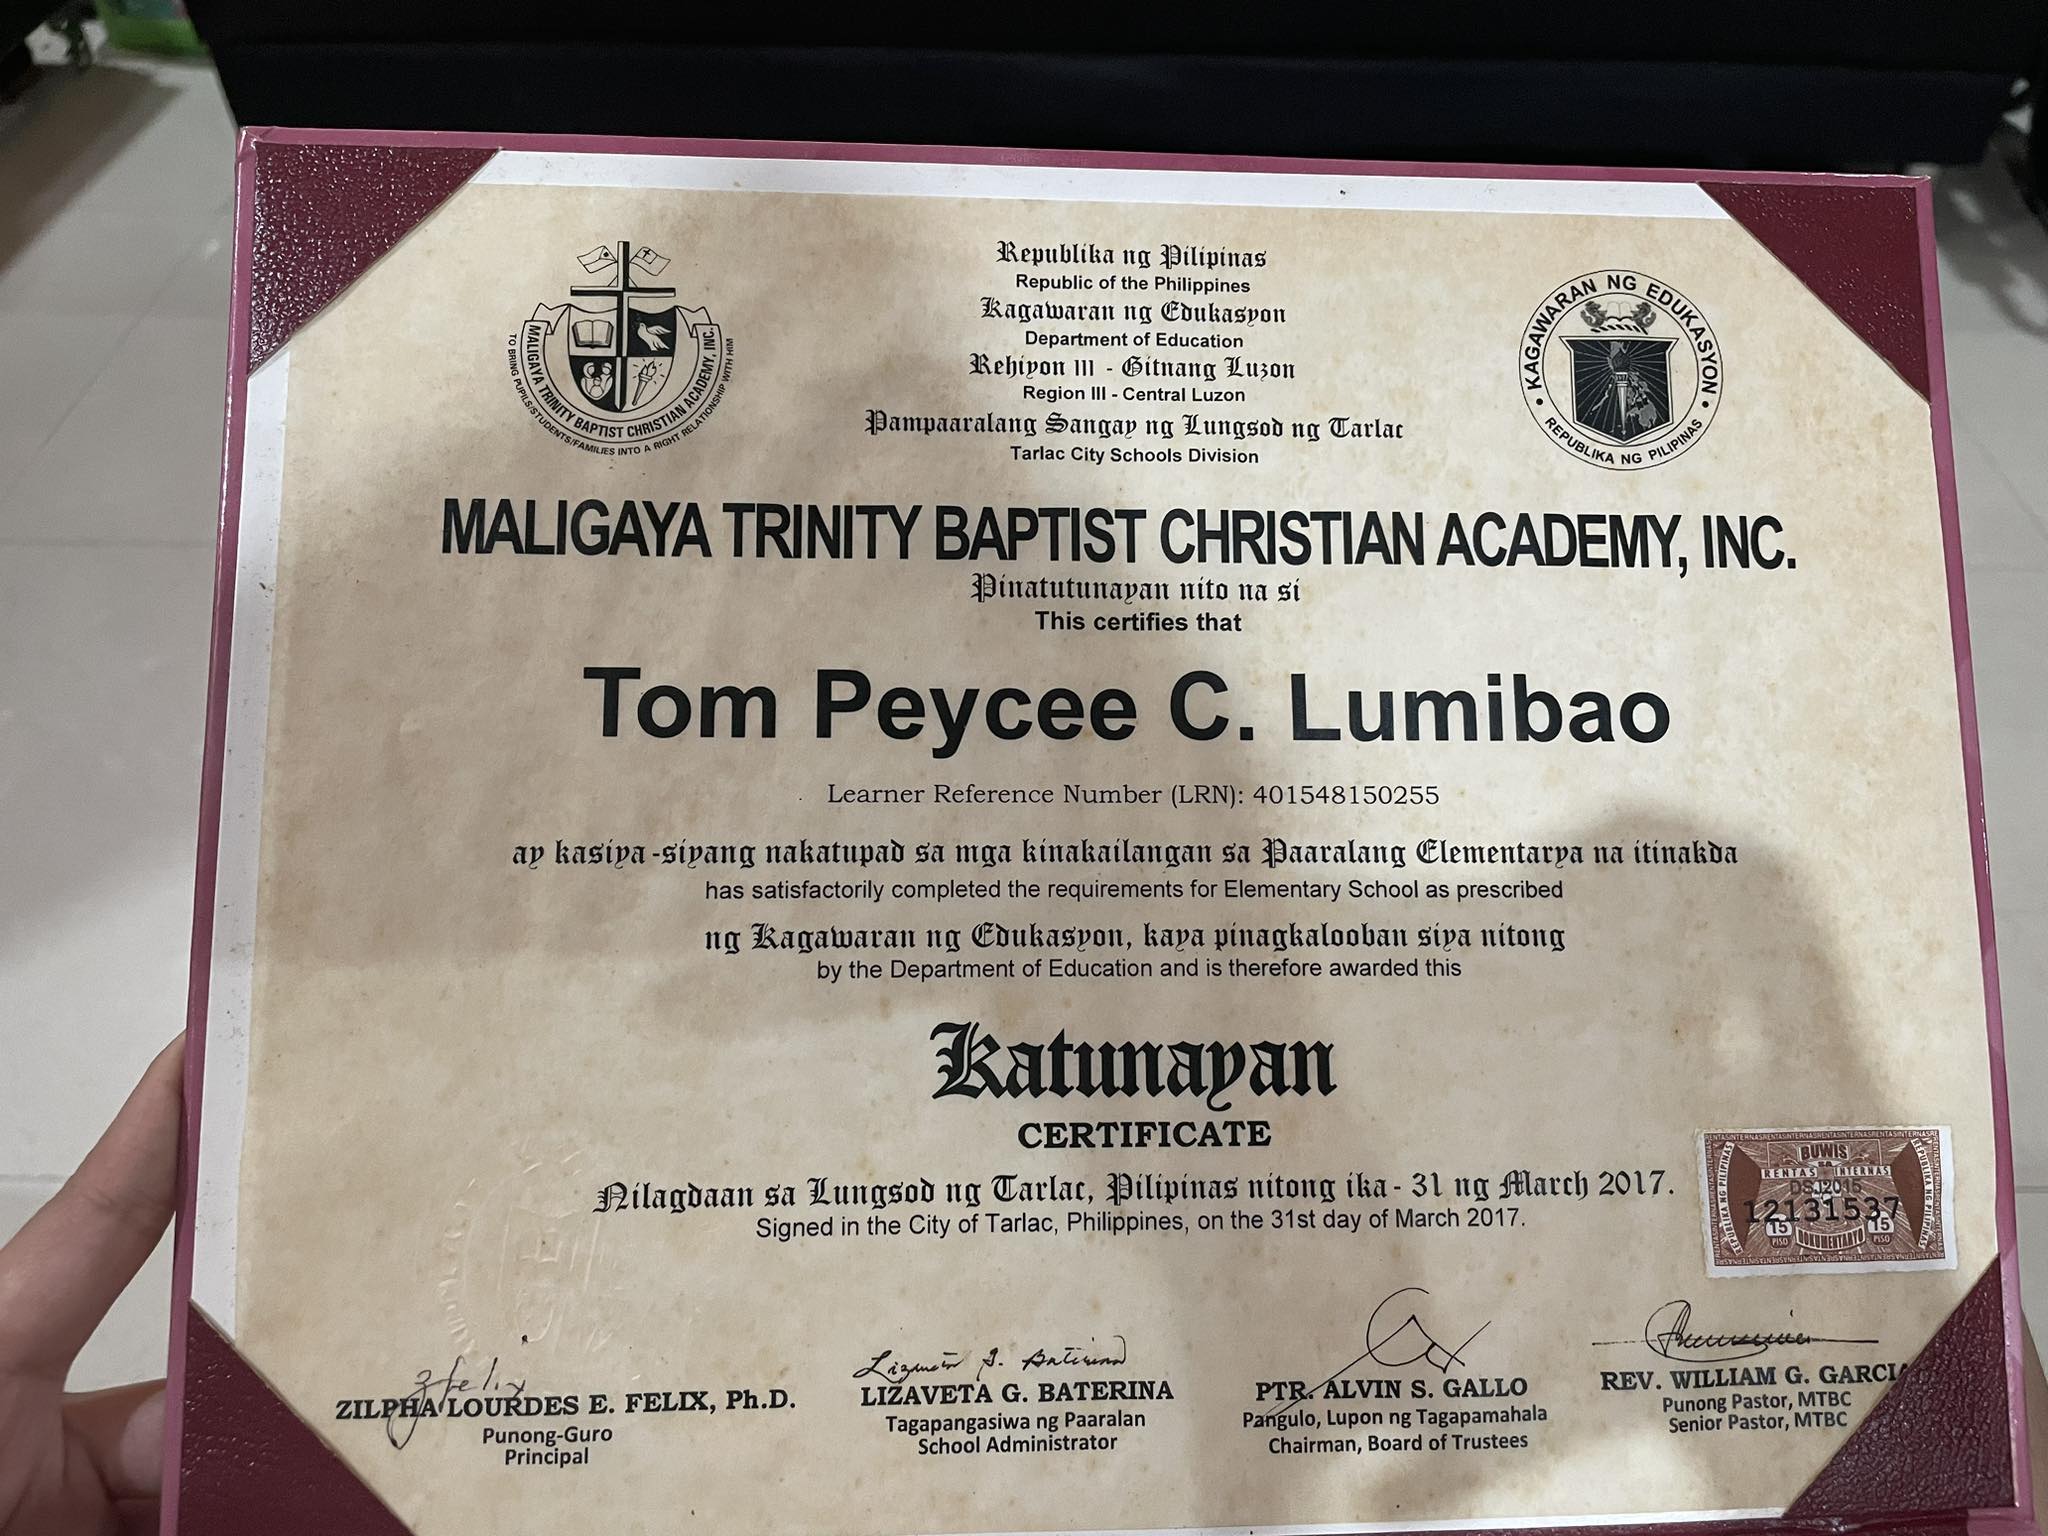 Republika ng Pilipinas
Republic of the Philippines
Kagawaran ng Edukasyon
Department of Education
Rehiyon III - Gitnang Luzon
Region III - Central Luzon
Pampaaralang Sangay ng Lungsod ng Tarlac
Tarlac City Schools Division
MALIGAYA TRINITY BAPTIST CHRISTIAN ACADEMY, INC.
TO BRING PUPILS/STUDENTS/FAMILIES INTO A RIGHT RELATIONSHIP WITH HIM
KAGAWARAN NG EDUKASYON
REPUBLIKA NG PILIPINAS
MALIGAYA TRINITY BAPTIST CHRISTIAN ACADEMY, INC.
Pinatutunayan nito na si
This certifies that
Tom Peycee C. Lumibao
Learner Reference Number (LRN): 401548150255
ay kasiya-siyang nakatupad sa mga kinakailangan sa Paaralang Elementarya na itinakda
has satisfactorily completed the requirements for Elementary School as prescribed
ng Kagawaran ng Edukasyon, kaya pinagkalooban siya nitong
by the Department of Education and is therefore awarded this
Katunayan
CERTIFICATE
Nilagdaan sa Lungsod ng Tarlac, Pilipinas nitong ika - 31 ng March 2017.
Signed in the City of Tarlac, Philippines, on the 31st day of March 2017.
BUWIS
SA
RENTAS INTERNAS
DSJ2015
12131537
15 15
PISO PISO
DOKUMENTARYO
REPUBLIKA NG PILIPINAS
REPUBLIKA NG PILIPINAS
zfelix
Lizaveta G. Baterina
ZILPHA LOURDES E. FELIX, Ph.D.
Punong-Guro
Principal
LIZAVETA G. BATERINA
Tagapangasiwa ng Paaralan
School Administrator
PTR. ALVIN S. GALLO
Pangulo, Lupon ng Tagapamahala
Chairman, Board of Trustees
REV. WILLIAM G. GARCIA
Punong Pastor, MTBC
Senior Pastor, MTBC